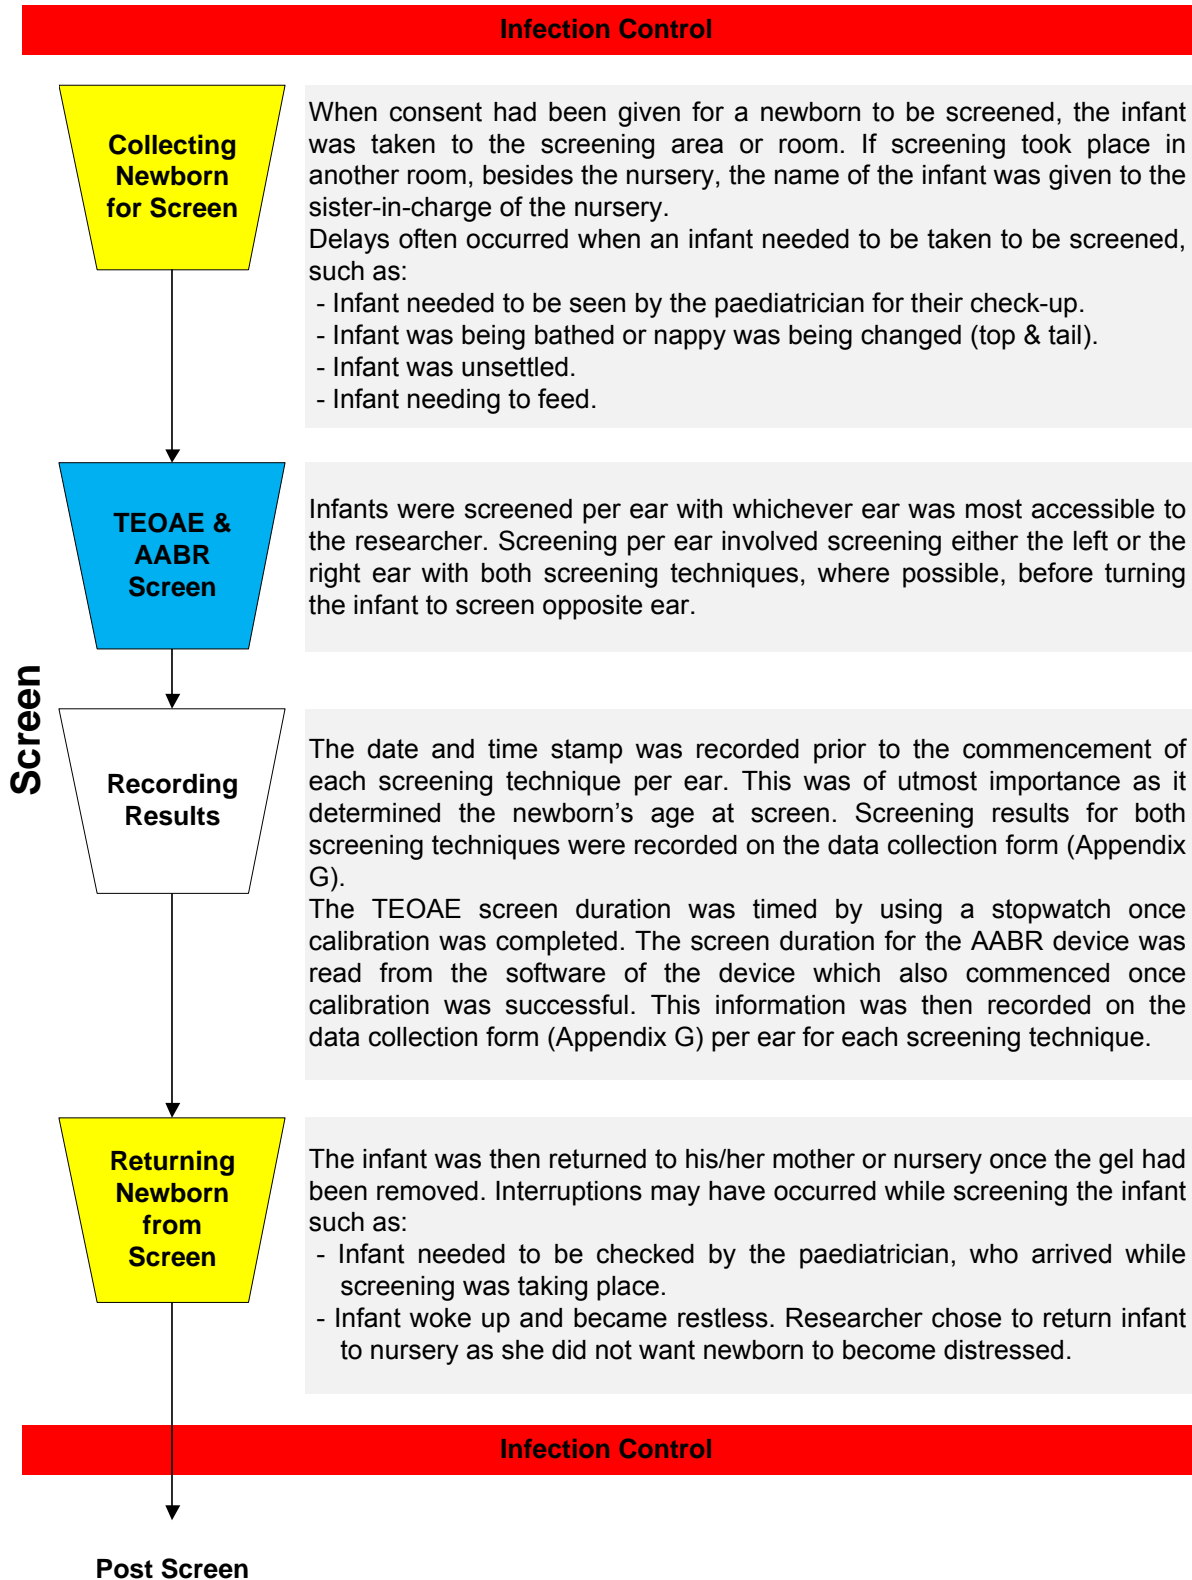 Infection Control
Collecting
Newborn
for Screen
When consent had been given for a newborn to be screened, the infant
was taken to the screening area or room. If screening took place in
another room, besides the nursery, the name of the infant was given to the
sister-in-charge of the nursery.
Delays often occurred when an infant needed to be taken to be screened,
such as:
- Infant needed to be seen by the paediatrician for their check-up.
- Infant was being bathed or nappy was being changed (top & tail).
- Infant was unsettled.
- Infant needing to feed.
Screen
TEOAE &
AABR
Screen
Infants were screened per ear with whichever ear was most accessible to
the researcher. Screening per ear involved screening either the left or the
right ear with both screening techniques, where possible, before turning
the infant to screen opposite ear.
Recording
Results
The date and time stamp was recorded prior to the commencement of
each screening technique per ear. This was of utmost importance as it
determined the newborn’s age at screen. Screening results for both
screening techniques were recorded on the data collection form (Appendix
G).
The TEOAE screen duration was timed by using a stopwatch once
calibration was completed. The screen duration for the AABR device was
read from the software of the device which also commenced once
calibration was successful. This information was then recorded on the
data collection form (Appendix G) per ear for each screening technique.
Returning
Newborn
from
Screen
The infant was then returned to his/her mother or nursery once the gel had
been removed. Interruptions may have occurred while screening the infant
such as:
- Infant needed to be checked by the paediatrician, who arrived while
screening was taking place.
- Infant woke up and became restless. Researcher chose to return infant
to nursery as she did not want newborn to become distressed.
Infection Control
Post Screen